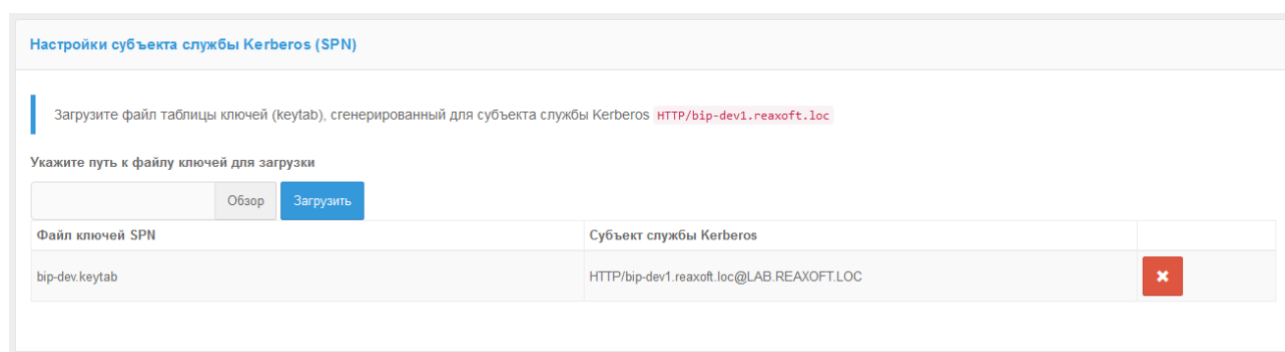 Настройки субъекта службы Kerberos (SPN)
Загрузите файл таблицы ключей (keytab), сгенерированный для субъекта службы Kerberos HTTP/bip-dev1.reaxoft.loc
Укажите путь к файлу ключей для загрузки
Обзор Загрузить
Файл ключей SPN Субъект службы Kerberos
bip-dev.keytab HTTP/bip-dev1.reaxoft.loc@LAB.REAXOFT.LOC